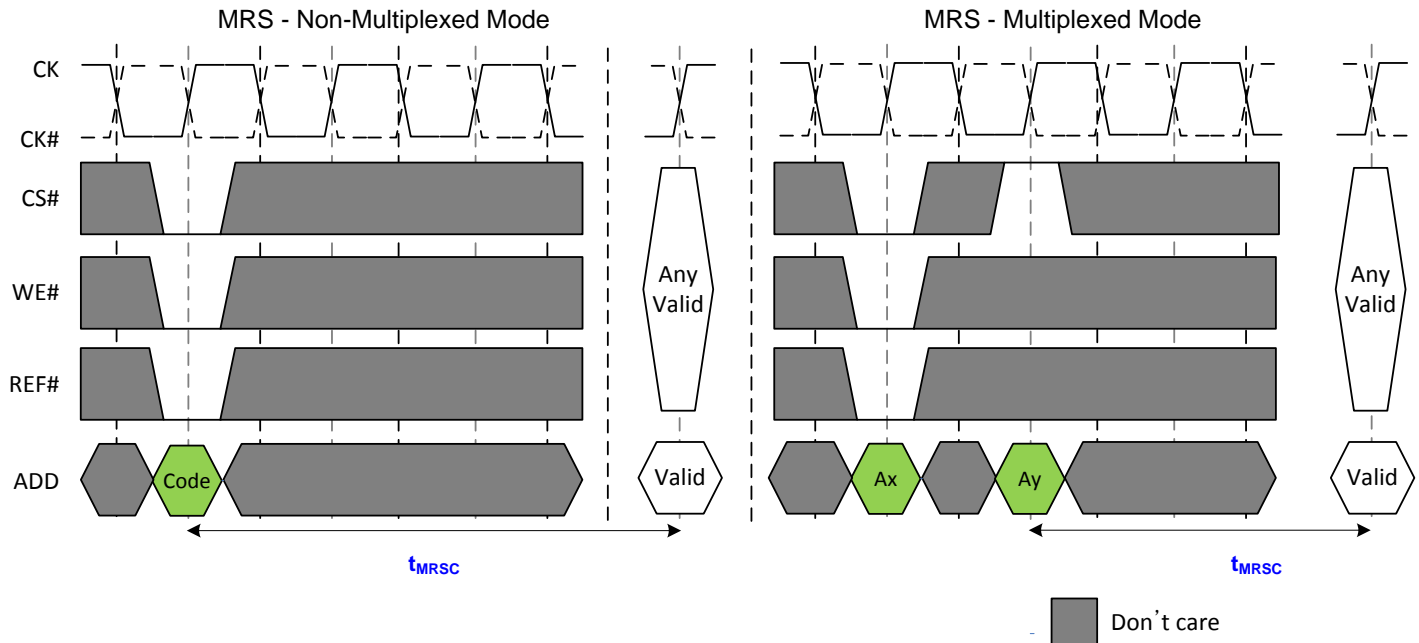 MRS - Non-Multiplexed Mode
MRS - Multiplexed Mode
CK
CK#
CS#
WE#
REF#
ADD
Any
Valid
Any
Valid
Code
Valid
Ax
Ay
Valid
tMRSC
tMRSC
Don't care